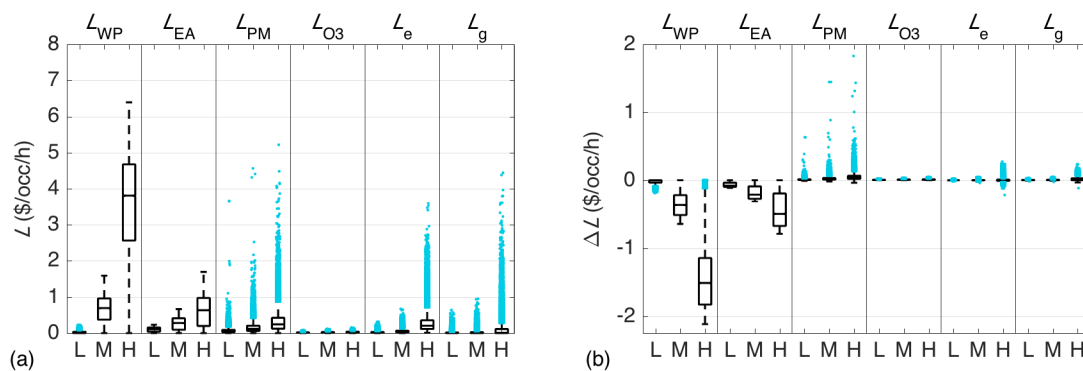 L_WP L_EA L_PM L_O3 L_e L_g
8
7
6
5
4
3
2
1
0
L ($/occ/h)
L M H L M H L M H L M H L M H L M H
(a)
L_WP L_EA L_PM L_O3 L_e L_g
2
1
0
-1
-2
ΔL ($/occ/h)
L M H L M H L M H L M H L M H L M H
(b)